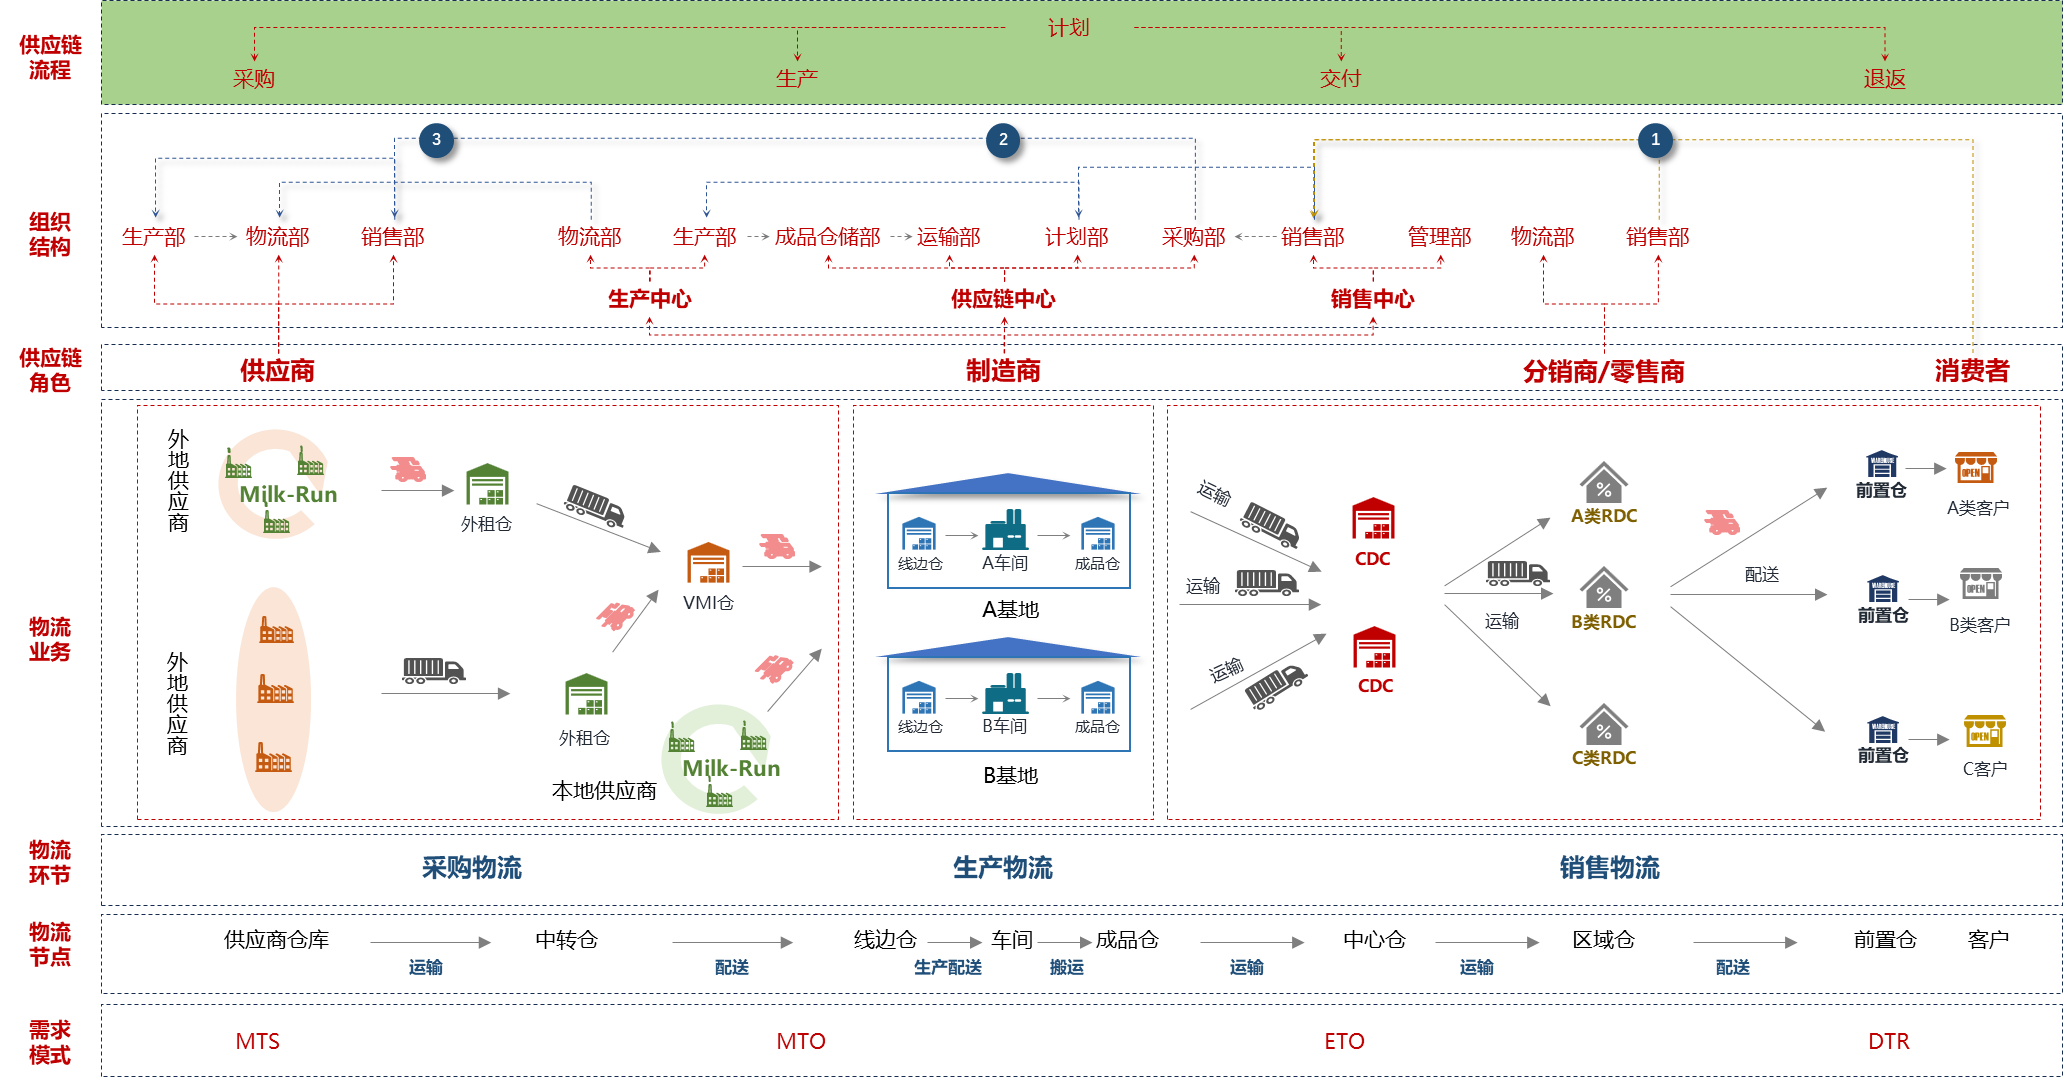 供应链
流程
计划
采购
生产
交付
退返
组织
结构
3
2
1
生产部
物流部
销售部
物流部
生产部
成品仓储部
运输部
计划部
采购部
销售部
管理部
物流部
销售部
生产中心
供应链中心
销售中心
供应链
角色
供应商
制造商
分销商/零售商
消费者
物流
业务
外地供应商
Milk-Run
外租仓
外地供应商
外租仓
VMI仓
本地供应商
Milk-Run
线边仓
A车间
成品仓
A基地
线边仓
B车间
成品仓
B基地
运输
运输
运输
CDC
CDC
运输
A类RDC
B类RDC
C类RDC
配送
WAREHOUSE
前置仓
OPEN
A类客户
WAREHOUSE
前置仓
OPEN
B类客户
WAREHOUSE
前置仓
OPEN
C客户
物流
环节
采购物流
生产物流
销售物流
物流
节点
供应商仓库
运输
中转仓
配送
线边仓
生产配送
车间
搬运
成品仓
运输
中心仓
运输
区域仓
配送
前置仓
客户
需求
模式
MTS
MTO
ETO
DTR